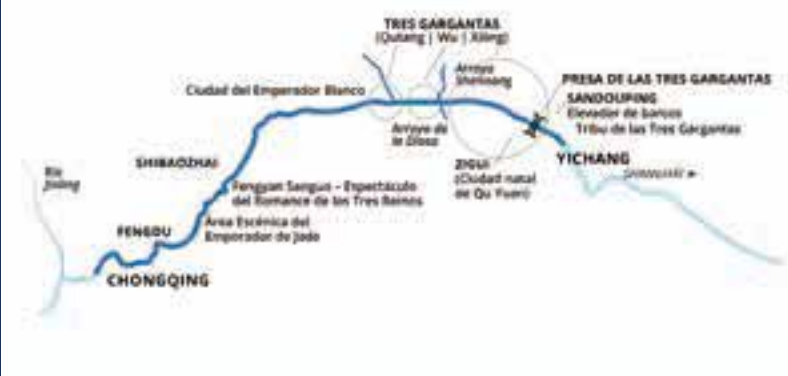 TRES GARGANTAS
(Qutang | Wu | Xiling)
Ciudad del Emperador Blanco
Arroyo
Shennong
PRESA DE LAS TRES GARGANTAS
SANDOUPING
Elevador de barcos
Tribu de las Tres Gargantas
Arroyo de
la Diosa
SHIBAOZHAI
ZIGUI
(Ciudad natal
de Qu Yuan)
YICHANG
SHANGHÁI
Río
Jialing
Fengyan Sanguo – Espectáculo
del Romance de los Tres Reinos
Área Escénica del
Emperador de Jade
FENGDU
CHONGQING